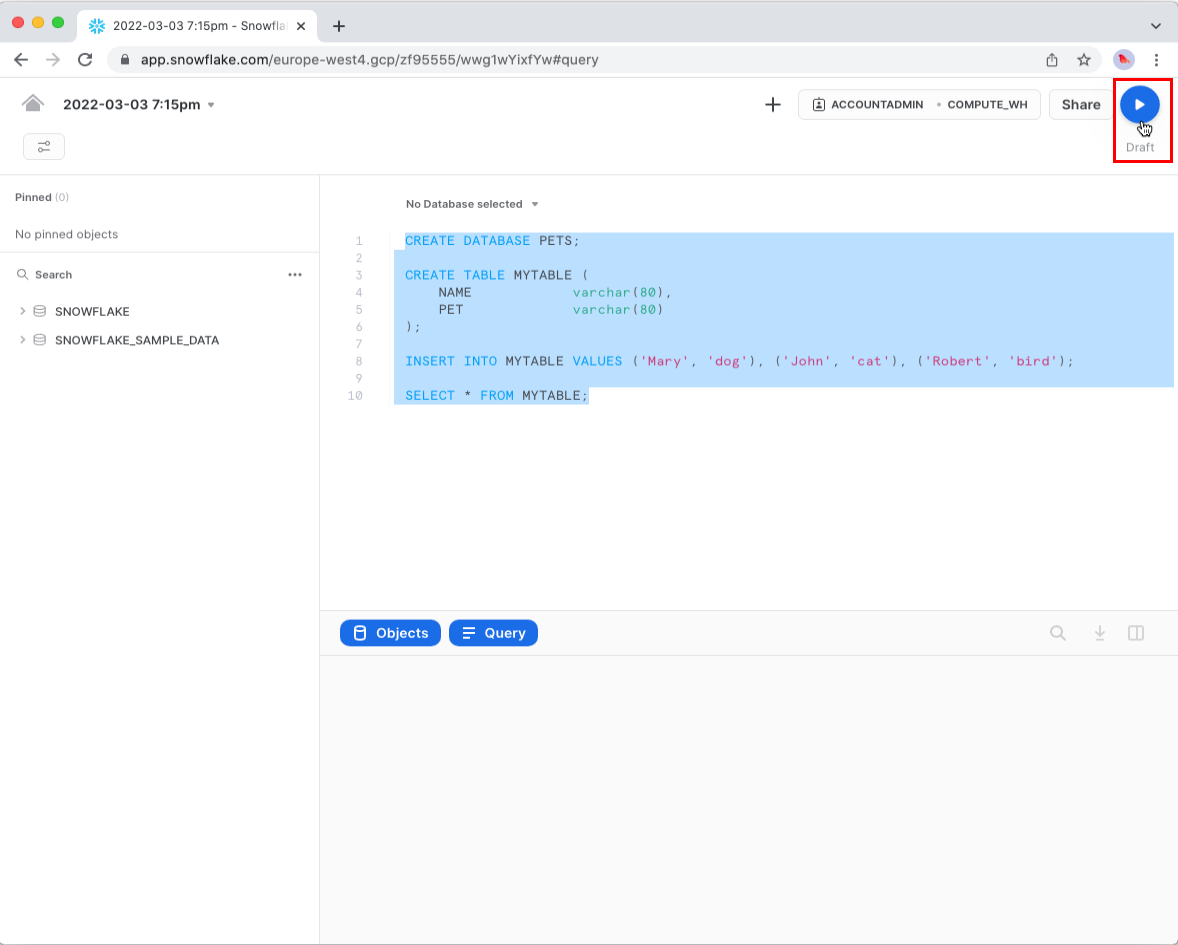 2022-03-03 7:15pm - Snowfla
app.snowflake.com/europe-west4.gcp/zf95555/wwg1wYixfYw#query
2022-03-03 7:15pm
ACCOUNTADMIN • COMPUTE_WH
Share
Draft
Pinned (0)
No pinned objects
Search
SNOWFLAKE
SNOWFLAKE_SAMPLE_DATA
No Database selected
1 CREATE DATABASE PETS;
2
3 CREATE TABLE MYTABLE (
4 NAME varchar(80),
5 PET varchar(80)
6 );
7
8 INSERT INTO MYTABLE VALUES ('Mary', 'dog'), ('John', 'cat'), ('Robert', 'bird');
9
10 SELECT * FROM MYTABLE;
Objects Query